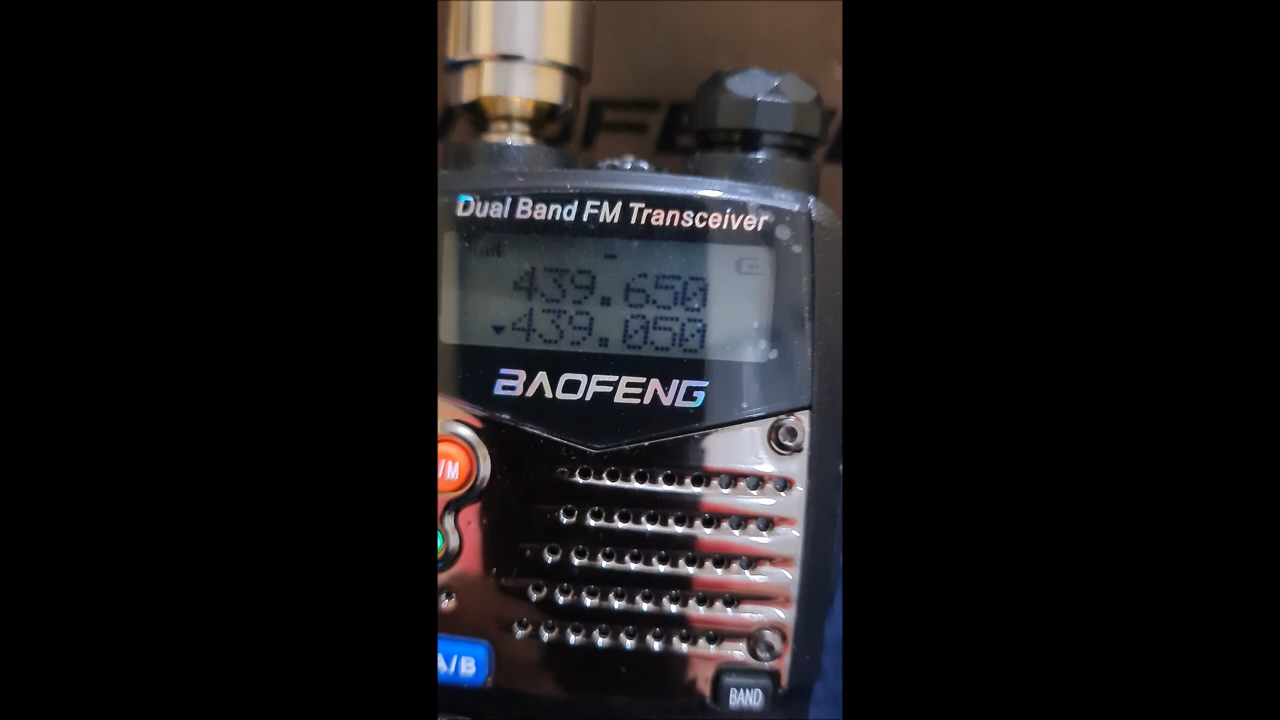 Dual Band FM Transceiver
439.650
439.050
BAOFENG
/M
A/B
BAND